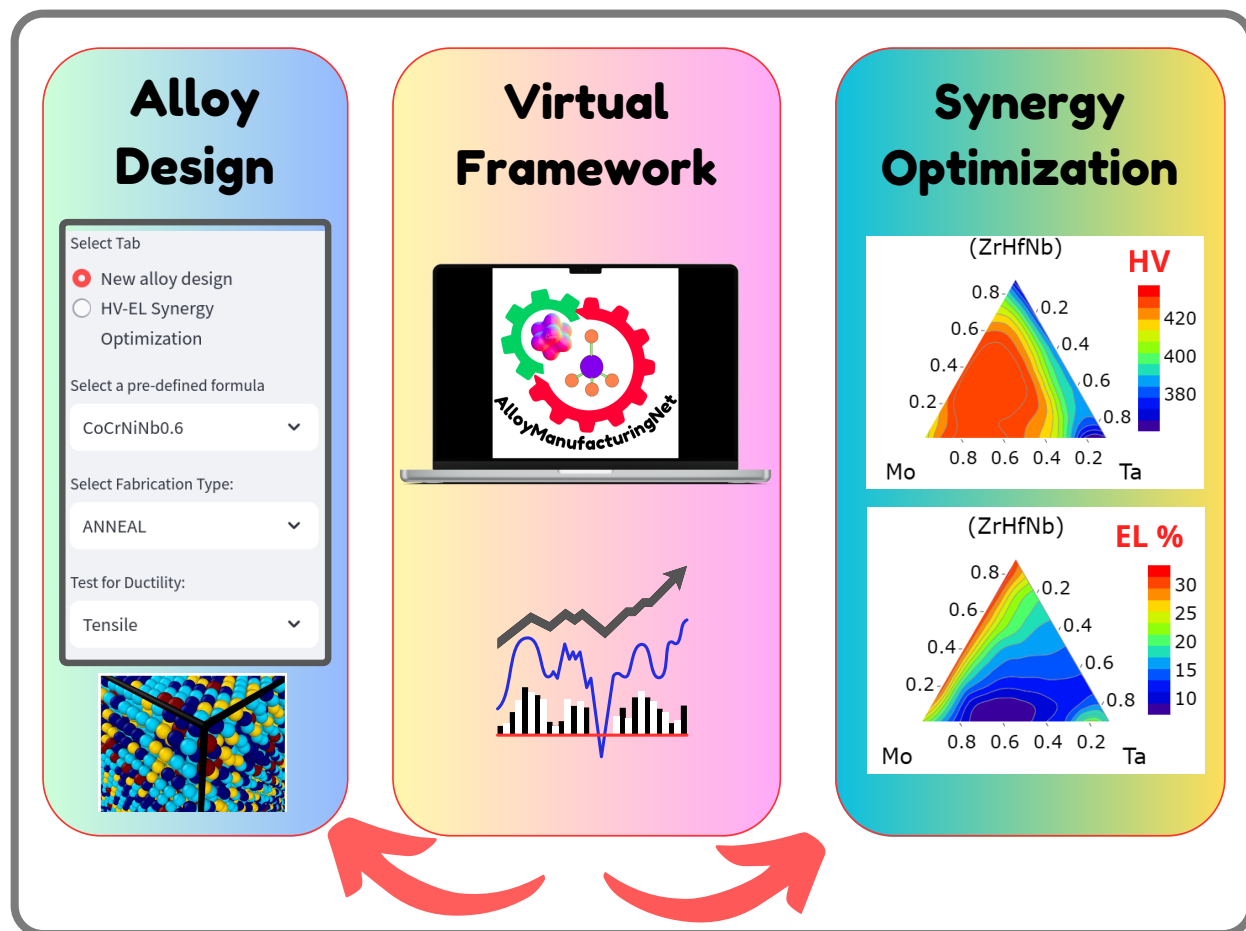 Alloy
Design
Select Tab
New alloy design
HV-EL Synergy
Optimization
Select a pre-defined formula
CoCrNiNb0.6
Select Fabrication Type:
ANNEAL
Test for Ductility:
Tensile
Virtual
Framework
AlloyManufacturingNet
Synergy
Optimization
(ZrHfNb)
HV
0.8
0.2
420
0.6
0.4
400
0.4
0.6
380
0.2
0.8
0.8 0.6 0.4 0.2
Mo Ta
(ZrHfNb)
EL %
0.8
0.2
30
0.6
25
0.4
20
0.4
0.6
15
0.2
0.8
10
0.8 0.6 0.4 0.2
Mo Ta